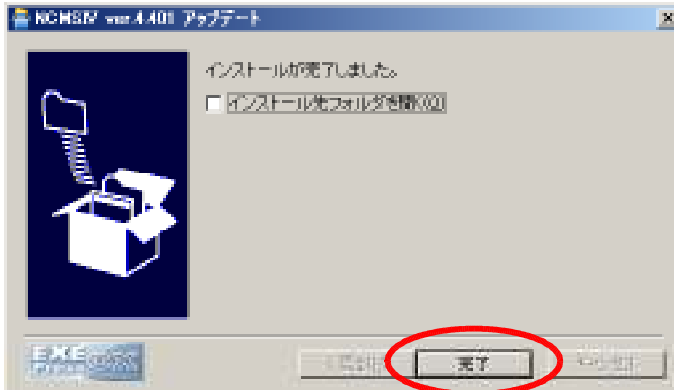 NCMSIV ver.4.401 アップデート
インストールが完了しました。
インストール先フォルダを開く(O)
EXE
完了